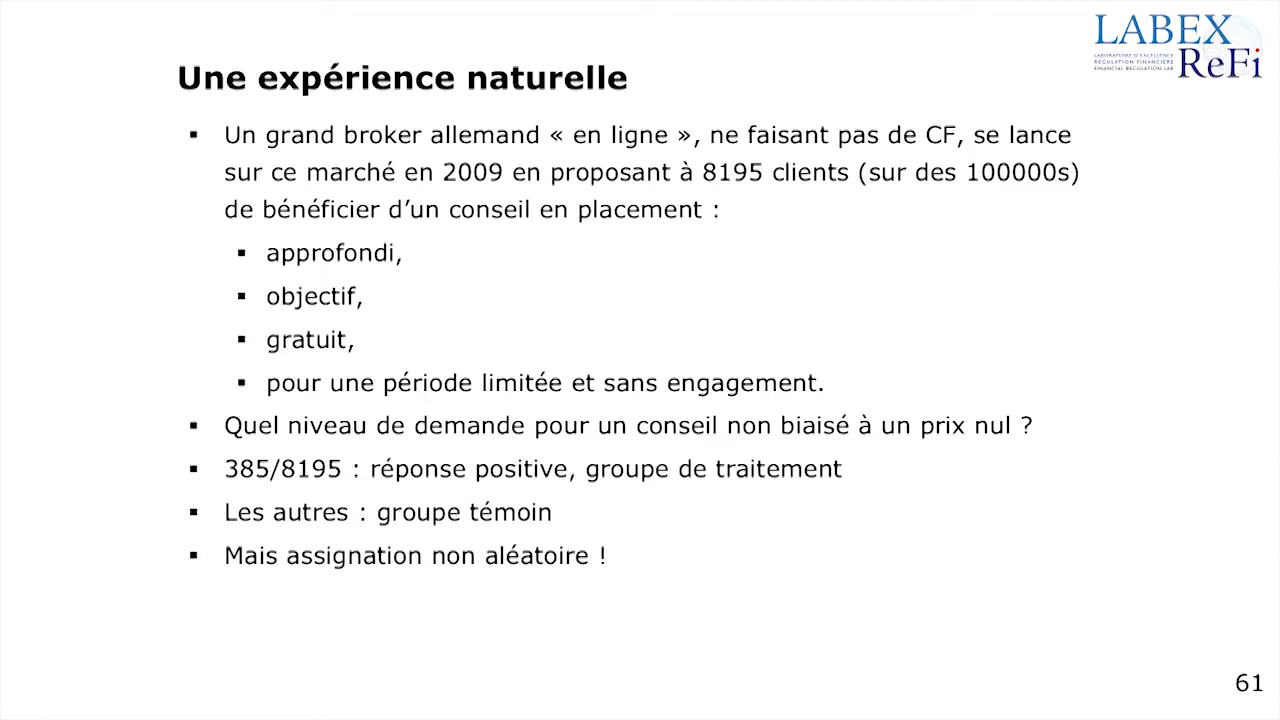 LABEX
LABORATOIRE D'EXCELLENCE
RÉGULATION FINANCIÈRE
FINANCIAL REGULATION LAB
ReFi
Une expérience naturelle
▪ Un grand broker allemand « en ligne », ne faisant pas de CF, se lance
sur ce marché en 2009 en proposant à 8195 clients (sur des 100000s)
de bénéficier d’un conseil en placement :
▪ approfondi,
▪ objectif,
▪ gratuit,
▪ pour une période limitée et sans engagement.
▪ Quel niveau de demande pour un conseil non biaisé à un prix nul ?
▪ 385/8195 : réponse positive, groupe de traitement
▪ Les autres : groupe témoin
▪ Mais assignation non aléatoire !
61